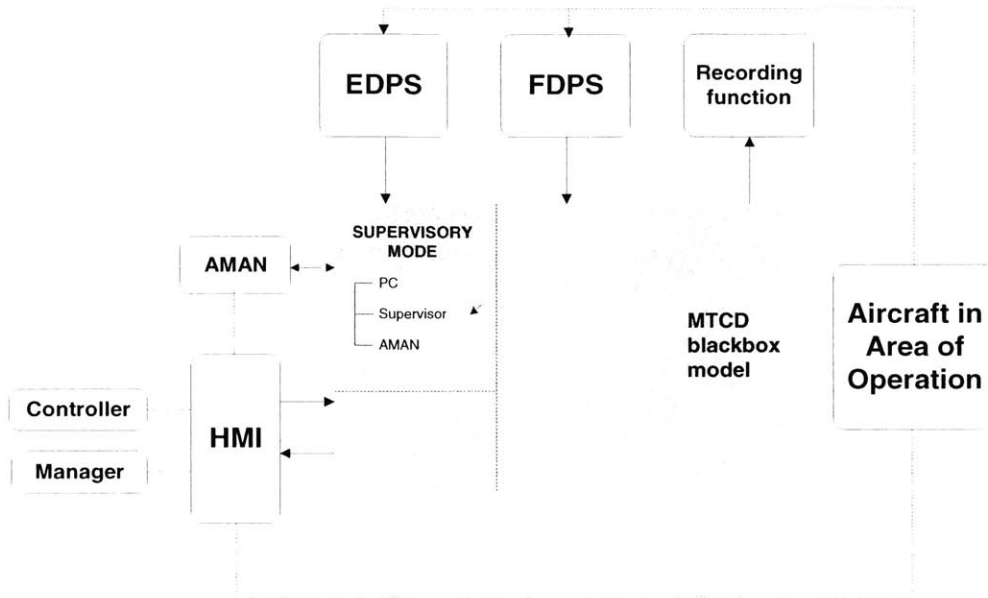 EDPS
FDPS
Recording
function
SUPERVISORY
MODE
AMAN
PC
Supervisor
AMAN
MTCD
blackbox
model
Aircraft in
Area of
Operation
Controller
HMI
Manager